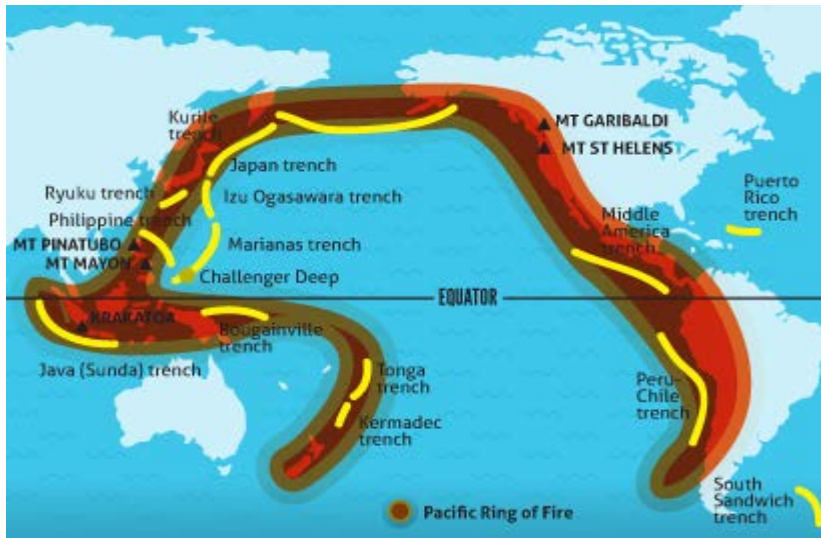 Kurile
trench
MT GARIBALDI
MT ST HELENS
Japan trench
Ryuku trench
Izu Ogasawara trench
Puerto
Rico
trench
Philippine trench
Middle
America
trench
MT PINATUBO
Marianas trench
MT MAYON
Challenger Deep
EQUATOR
KRAKATOA
Bougainville
trench
Java (Sunda) trench
Tonga
trench
Peru-
Chile
trench
Kermadec
trench
South
Sandwich
trench
Pacific Ring of Fire